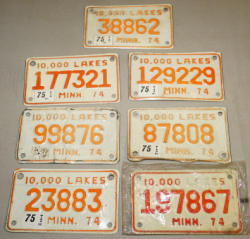 10,000 LAKES
38862
75 MINN. 74
10,000 LAKES
177321
75 MINN. 74
10,000 LAKES
129229
75 MINN. 74
10,000 LAKES
99876
75 MINN. 74
10,000 LAKES
87808
75 MINN. 74
10,000 LAKES
23883
75 MINN. 74
10,000 LAKES
197867
MINN. 74